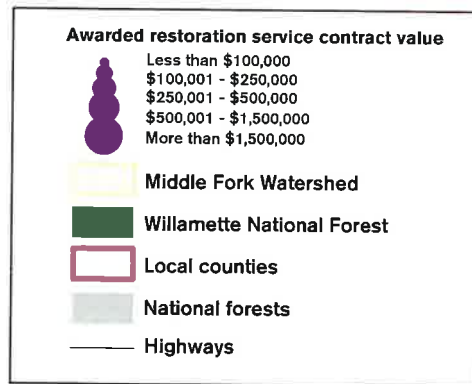 Awarded restoration service contract value
Less than $100,000
$100,001 - $250,000
$250,001 - $500,000
$500,001 - $1,500,000
More than $1,500,000
Middle Fork Watershed
Willamette National Forest
Local counties
National forests
Highways